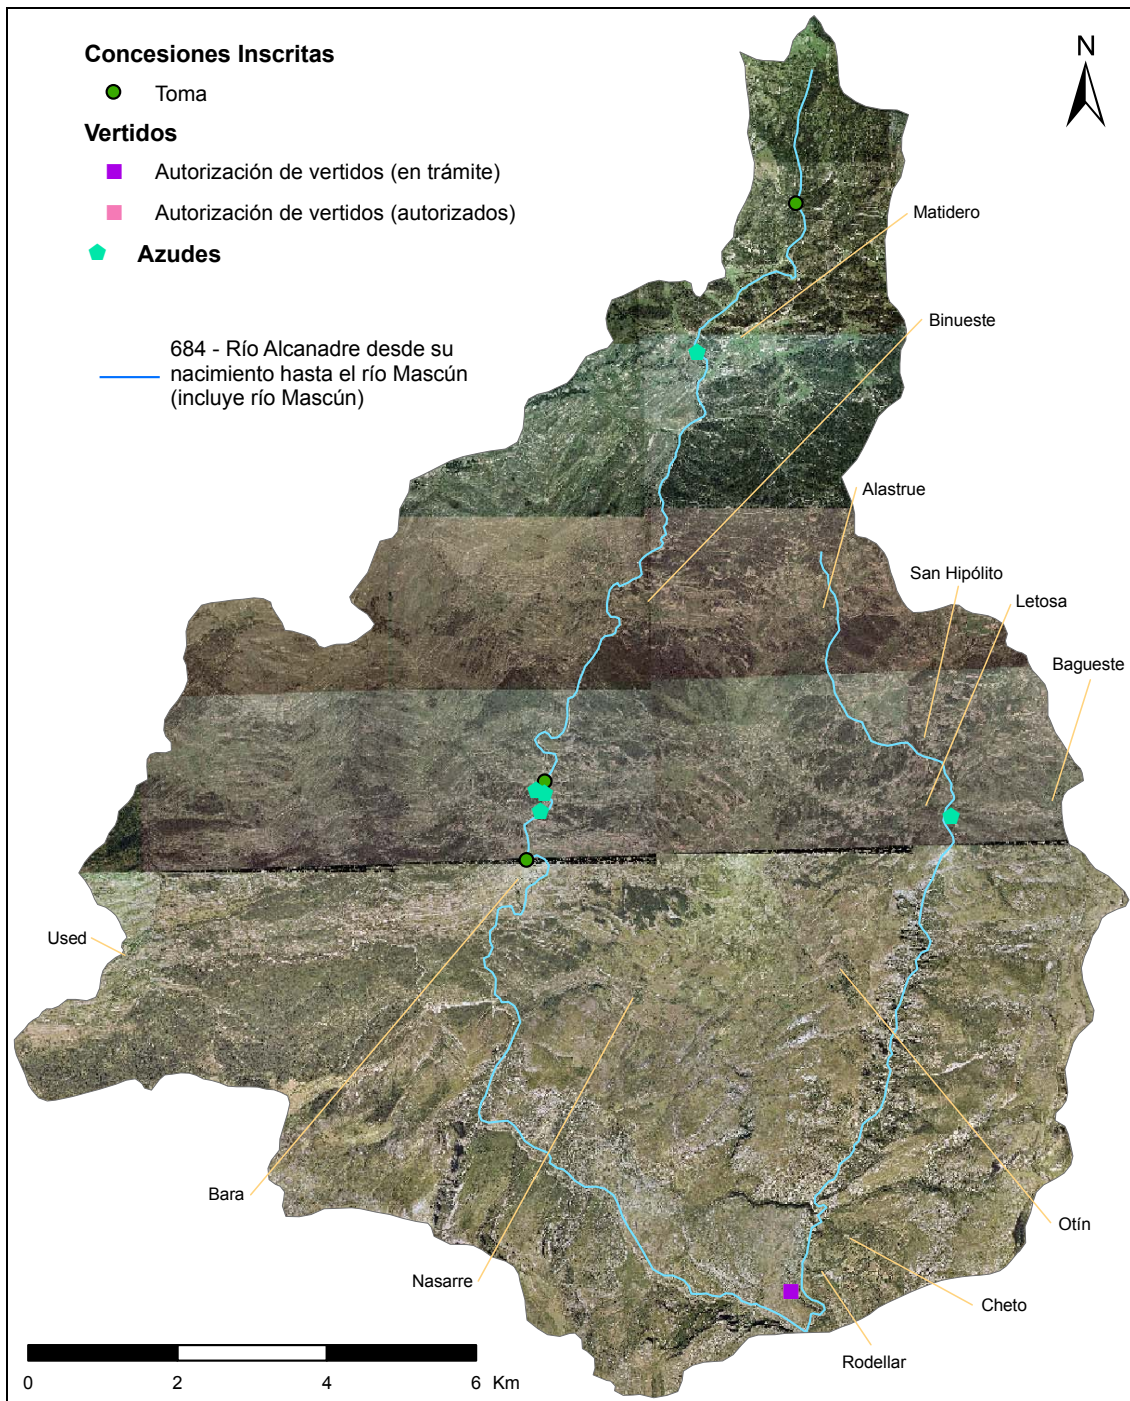 Concesiones Inscritas
Toma
Vertidos
Autorización de vertidos (en trámite)
Autorización de vertidos (autorizados)
Azudes
684 - Río Alcanadre desde su
nacimiento hasta el río Mascún
(incluye río Mascún)
N
Matidero
Binueste
Alastrue
San Hipólito
Letosa
Bagueste
Used
Bara
Nasarre
Otín
Cheto
Rodellar
0 2 4 6 Km